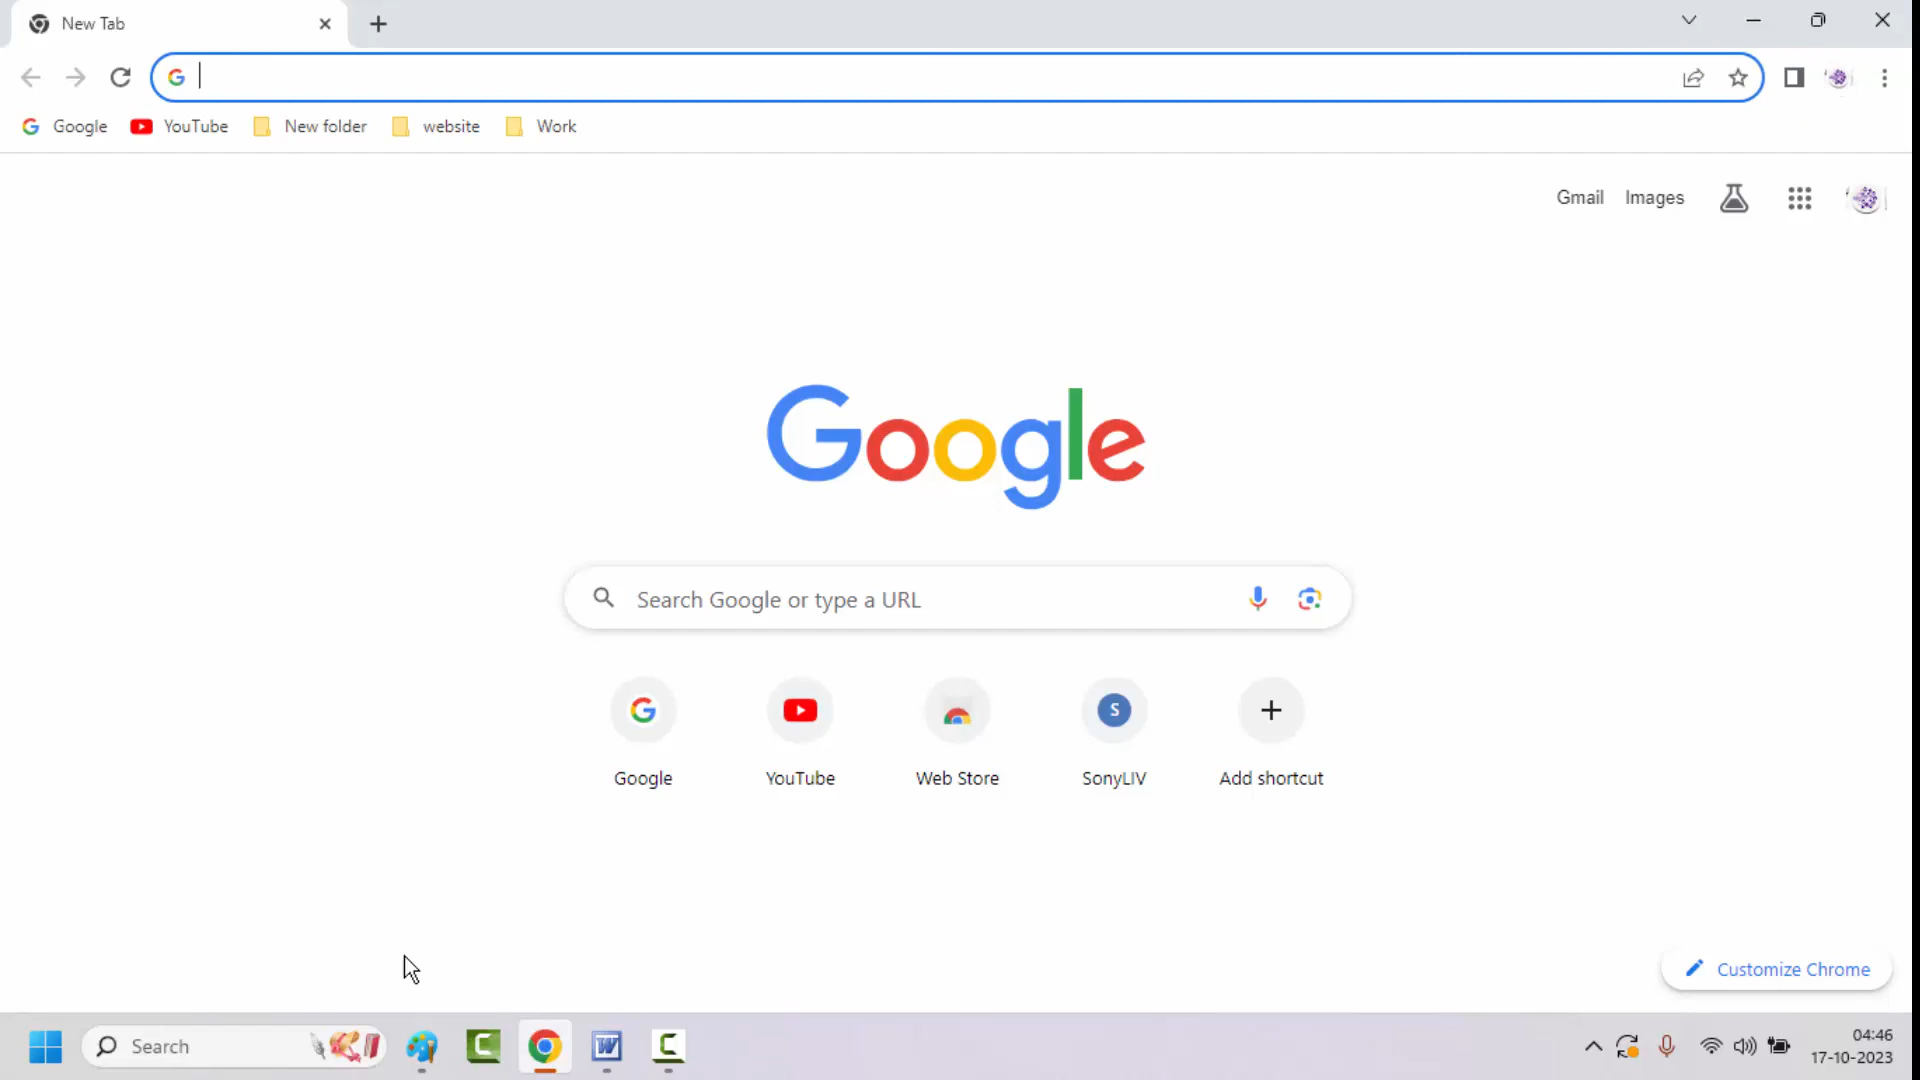 New Tab
Google YouTube New folder website Work
Gmail Images
Google
Search Google or type a URL
S
Google YouTube Web Store SonyLIV Add shortcut
Customize Chrome
Search
04:46
17-10-2023